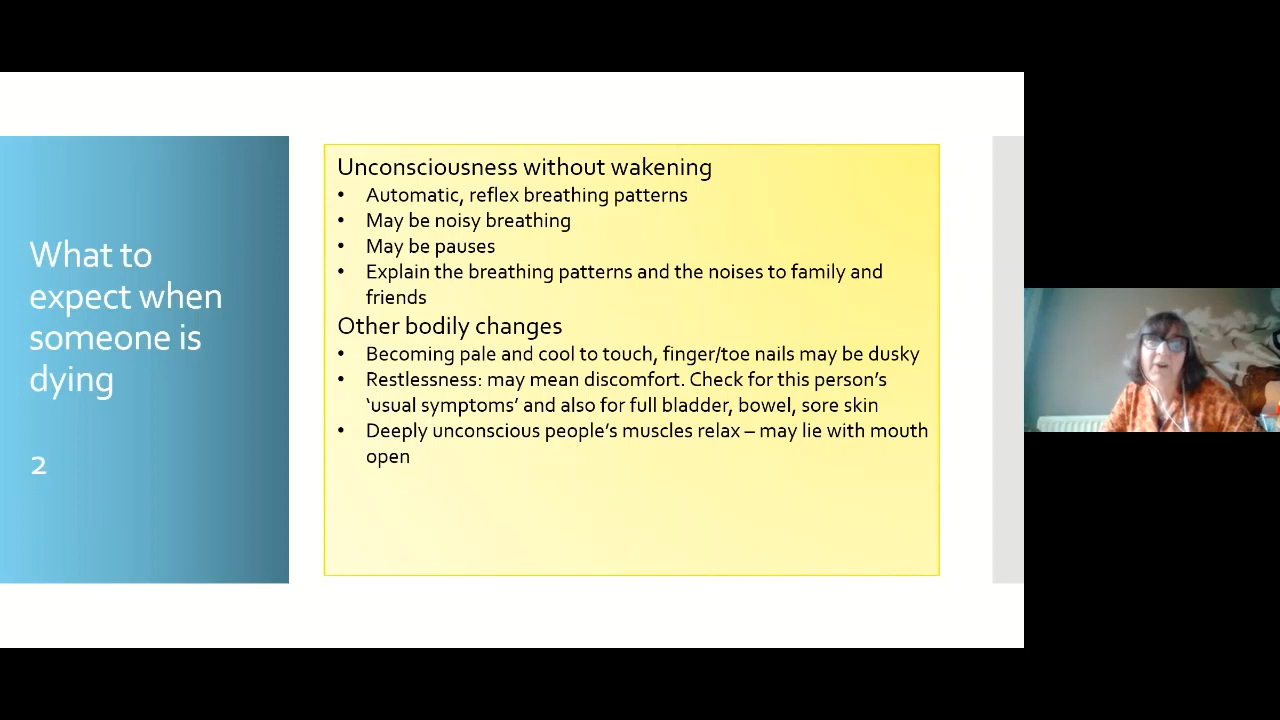 What to
expect when
someone is
dying
2
Unconsciousness without wakening
• Automatic, reflex breathing patterns
• May be noisy breathing
• May be pauses
• Explain the breathing patterns and the noises to family and
friends
Other bodily changes
• Becoming pale and cool to touch, finger/toe nails may be dusky
• Restlessness: may mean discomfort. Check for this person’s
‘usual symptoms’ and also for full bladder, bowel, sore skin
• Deeply unconscious people’s muscles relax – may lie with mouth
open